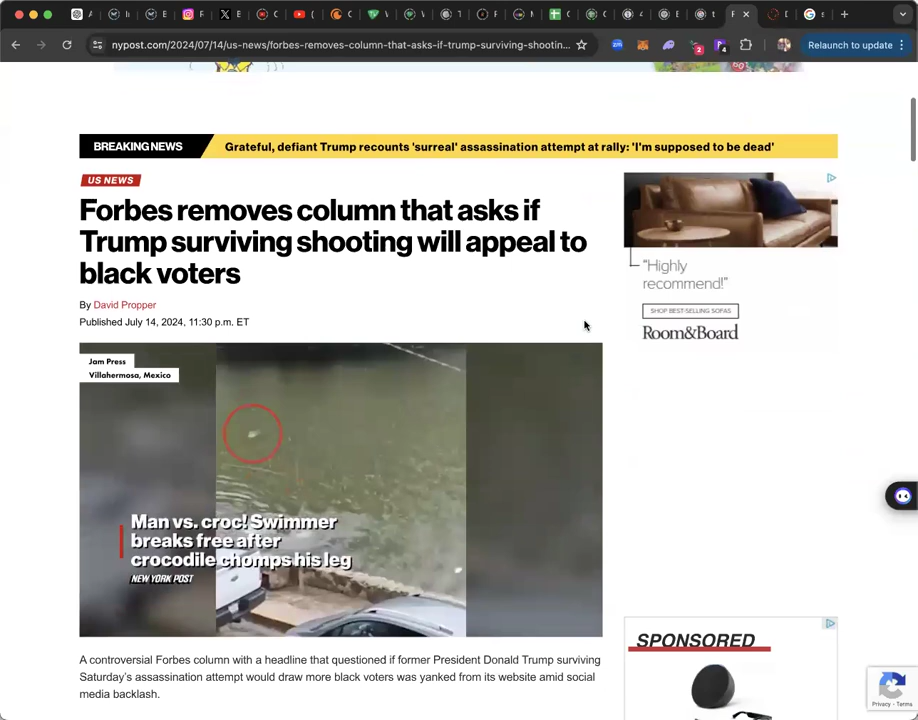 nypost.com/2024/07/14/us-news/forbes-removes-column-that-asks-if-trump-surviving-shootin...
Relaunch to update
BREAKING NEWS
Grateful, defiant Trump recounts 'surreal' assassination attempt at rally: 'I'm supposed to be dead'
US NEWS
Forbes removes column that asks if
Trump surviving shooting will appeal to
black voters
By David Propper
Published July 14, 2024, 11:30 p.m. ET
Jam Press
Villahermosa, Mexico
Man vs. croc! Swimmer
breaks free after
crocodile chomps his leg
NEW YORK POST
A controversial Forbes column with a headline that questioned if former President Donald Trump surviving
Saturday's assassination attempt would draw more black voters was yanked from its website amid social
media backlash.
"Highly
recommend!"
SHOP BEST-SELLING SOFAS
Room&Board
SPONSORED
Privacy - Terms